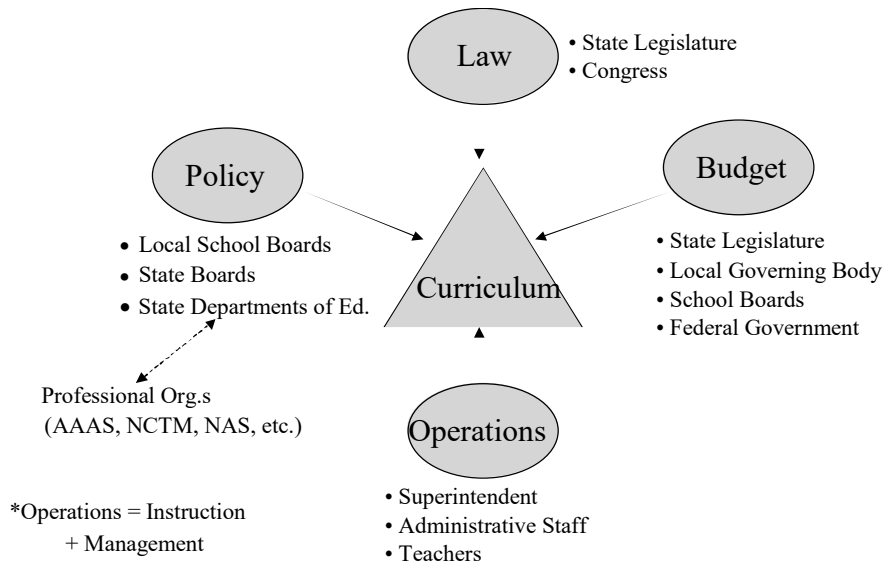 Law
• State Legislature
• Congress
Policy
• Local School Boards
• State Boards
• State Departments of Ed.
Budget
• State Legislature
• Local Governing Body
• School Boards
• Federal Government
Curriculum
Professional Org.s
(AAAS, NCTM, NAS, etc.)
Operations
• Superintendent
• Administrative Staff
• Teachers
*Operations = Instruction
+ Management